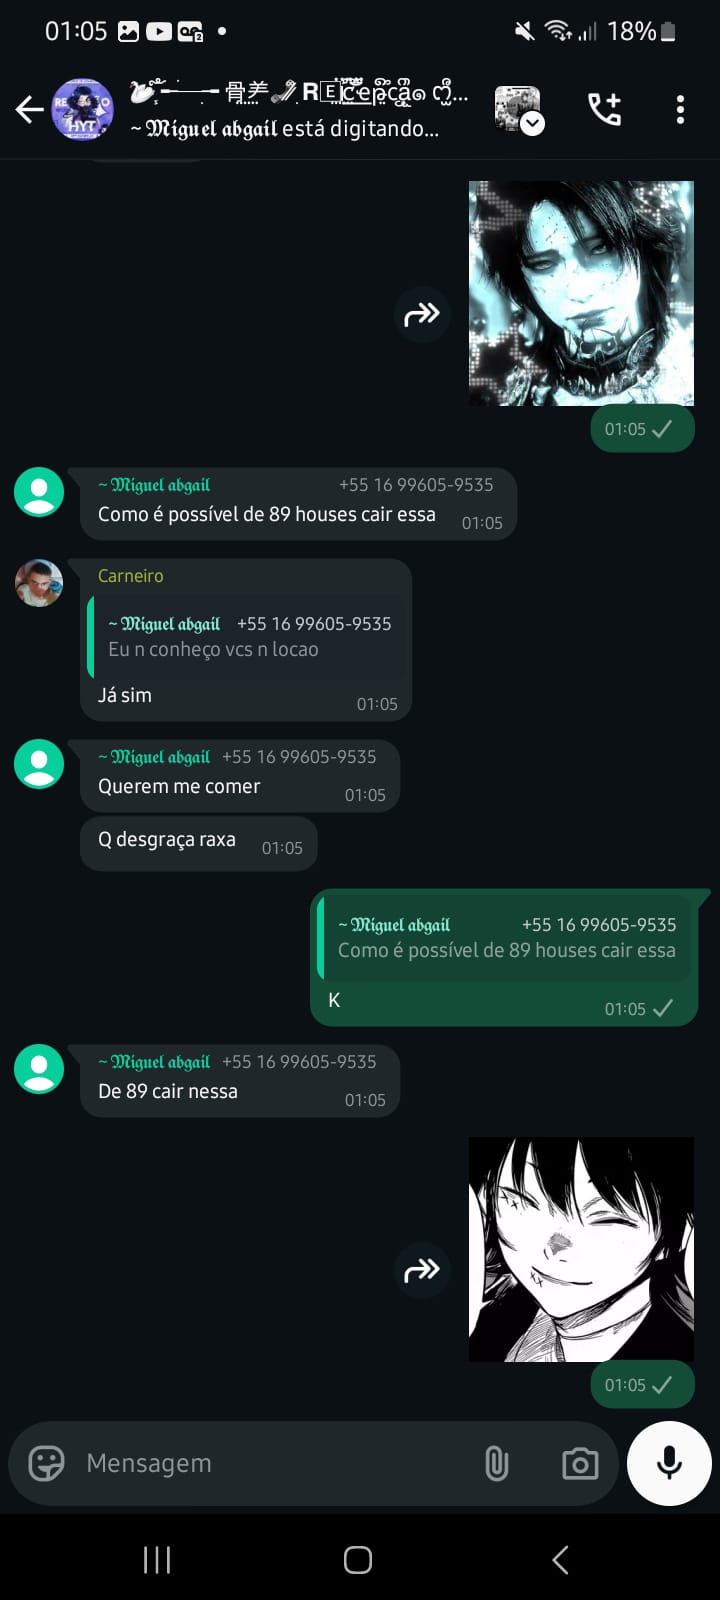 01:05
18%
骨
~ Miguel abgail está digitando...
01:05
~ Miguel abgail +55 16 99605-9535
Como é possível de 89 houses cair essa 01:05
Carneiro
~ Miguel abgail +55 16 99605-9535
Eu n conheço vcs n locao
Já sim 01:05
~ Miguel abgail +55 16 99605-9535
Querem me comer 01:05
Q desgraça raxa 01:05
~ Miguel abgail +55 16 99605-9535
Como é possível de 89 houses cair essa
K 01:05
~ Miguel abgail +55 16 99605-9535
De 89 cair nessa 01:05
01:05
Mensagem